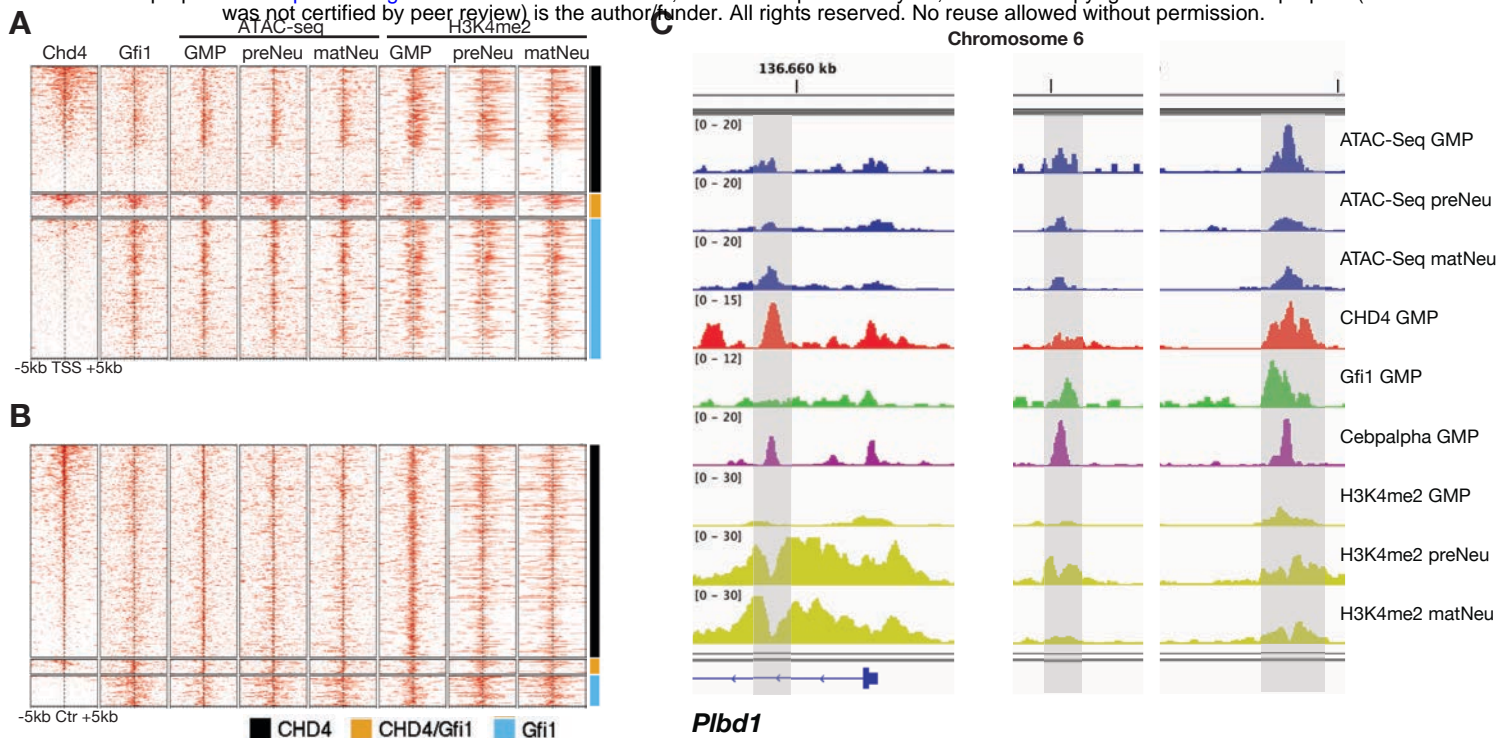 was not certified by peer review) is the author/funder. All rights reserved. No reuse allowed without permission.
A
ATAC-seq H3K4me2
Chd4 Gfi1 GMP preNeu matNeu GMP preNeu matNeu
-5kb TSS +5kb
B
-5kb Ctr +5kb
CHD4 CHD4/Gfi1 Gfi1
C
Chromosome 6
136.660 kb
[0 - 20]
ATAC-Seq GMP
[0 - 20]
ATAC-Seq preNeu
[0 - 20]
ATAC-Seq matNeu
[0 - 15]
CHD4 GMP
[0 - 12]
Gfi1 GMP
[0 - 20]
Cebpalpha GMP
[0 - 30]
H3K4me2 GMP
[0 - 30]
H3K4me2 preNeu
[0 - 30]
H3K4me2 matNeu
Plbd1